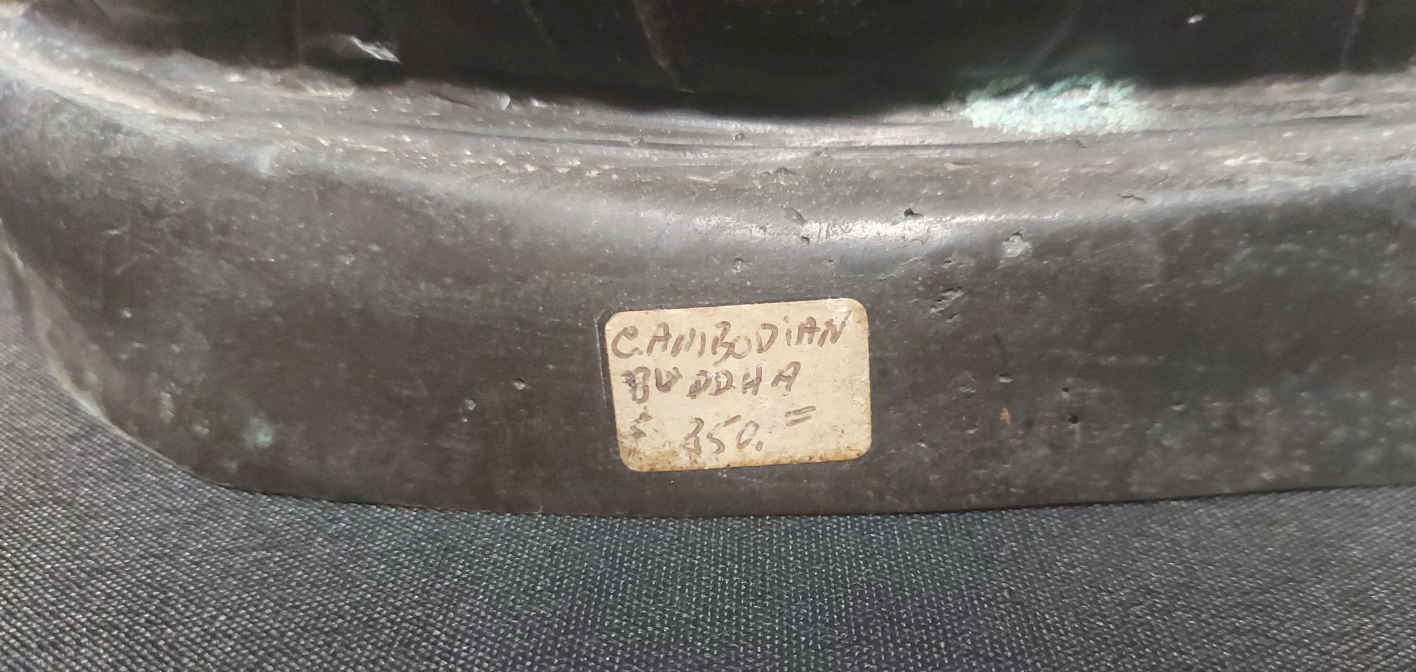 CAMBODIAN
BUDDHA
$ 350.=